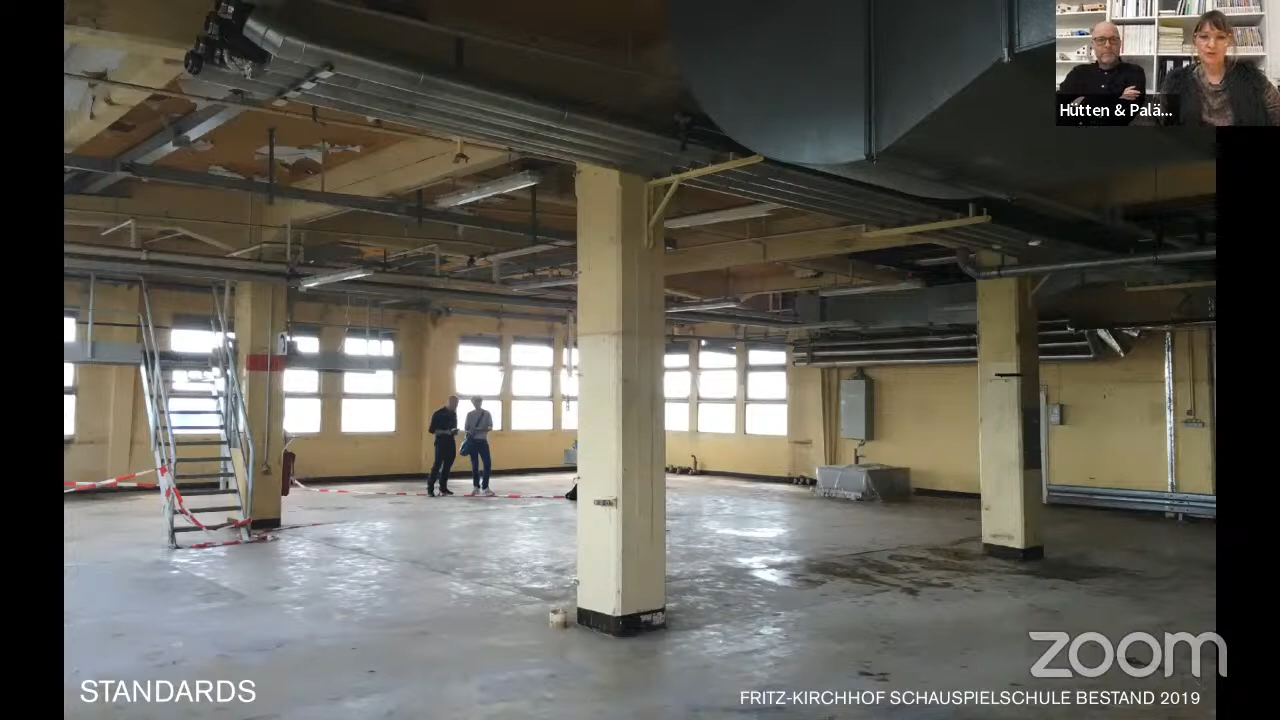 Hütten & Palä...
zoom
STANDARDS
FRITZ-KIRCHHOF SCHAUSPIELSCHULE BESTAND 2019